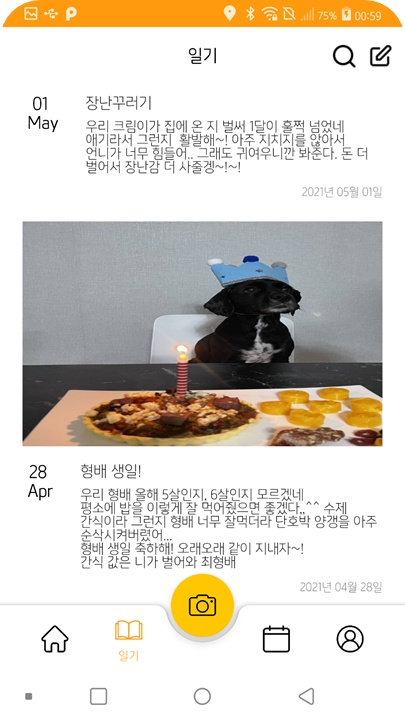 75% 00:59
일기
01
May
장난꾸러기
우리 크림이가 집에 온 지 벌써 1달이 훌쩍 넘었네
애기라서 그런지 활발해~! 아주 지치지를 않아서
언니가 너무 힘들어.. 그래도 귀여우니깐 봐준다. 돈 더
벌어서 장난감 더 사줄겡~!~!
2021년 05월 01일
28
Apr
형배 생일!
우리 형배 올해 5살인지, 6살인지 모르겠네
평소에 밥을 이렇게 잘 먹어줬으면 좋겠다..^^ 수제
간식이라 그런지 형배 너무 잘먹더라 단호박 양갱을 아주
순삭시켜버렸어...
형배 생일 축하해! 오래오래 같이 지내자~!
간식 값은 니가 벌어와 최형배
2021년 04월 28일
일기